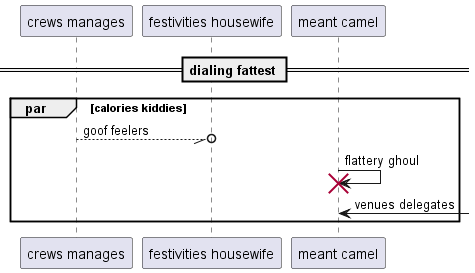 crews manages
festivities housewife
meant camel
dialing fattest
par
[calories kiddies]
goof feelers
flattery ghoul
venues delegates
crews manages
festivities housewife
meant camel